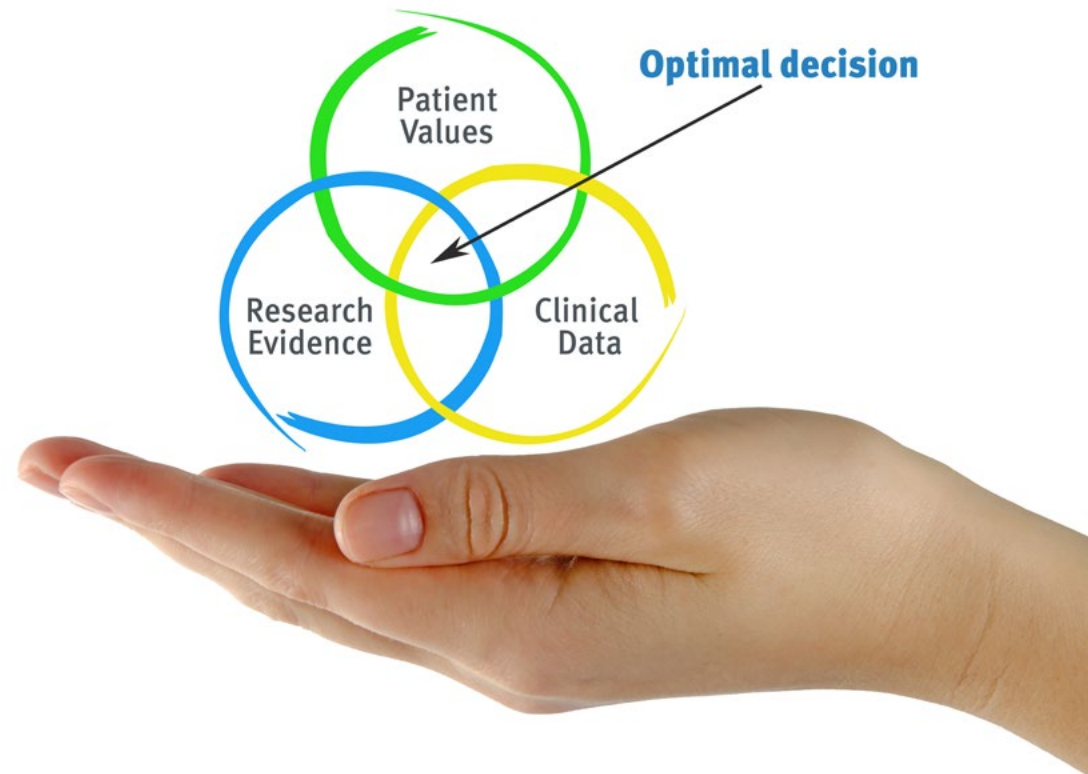 Optimal decision
Patient
Values
Research
Evidence
Clinical
Data